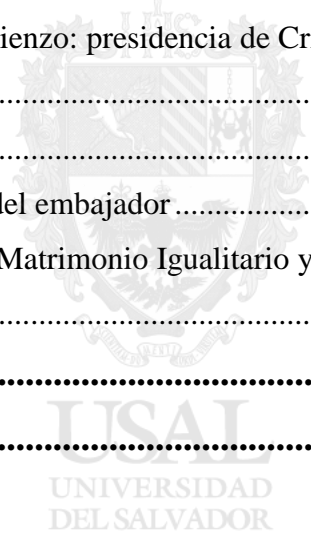 ienzo: presidencia de Cr
..........................................
..........................................
del embajador ...................
Matrimonio Igualitario y
..........................................
..........................................
..........................................
USAL
UNIVERSIDAD
DEL SALVADOR